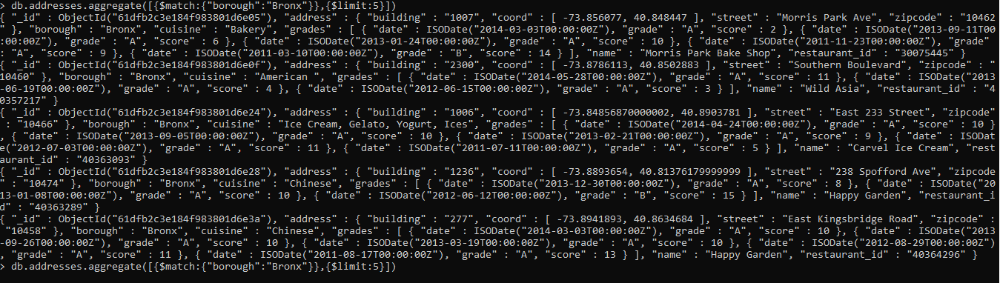 > db.addresses.aggregate([{$match:{"borough":"Bronx"}},{$limit:5}])
{ "_id" : ObjectId("61dfb2c3e184f983801d6e05"), "address" : { "building" : "1007", "coord" : [ -73.856077, 40.848447 ], "street" : "Morris Park Ave", "zipcode" : "10462
" }, "borough" : "Bronx", "cuisine" : "Bakery", "grades" : [ { "date" : ISODate("2014-03-03T00:00:00Z"), "grade" : "A", "score" : 2 }, { "date" : ISODate("2013-09-11T00
:00:00Z"), "grade" : "A", "score" : 6 }, { "date" : ISODate("2013-01-24T00:00:00Z"), "grade" : "A", "score" : 10 }, { "date" : ISODate("2011-11-23T00:00:00Z"), "grade"
: "A", "score" : 9 }, { "date" : ISODate("2011-03-10T00:00:00Z"), "grade" : "B", "score" : 14 } ], "name" : "Morris Park Bake Shop", "restaurant_id" : "30075445" }
{ "_id" : ObjectId("61dfb2c3e184f983801d6e0f"), "address" : { "building" : "2300", "coord" : [ -73.8786113, 40.8502883 ], "street" : "Southern Boulevard", "zipcode" : "
10460" }, "borough" : "Bronx", "cuisine" : "American ", "grades" : [ { "date" : ISODate("2014-05-28T00:00:00Z"), "grade" : "A", "score" : 11 }, { "date" : ISODate("2013
-06-19T00:00:00Z"), "grade" : "A", "score" : 4 }, { "date" : ISODate("2012-06-15T00:00:00Z"), "grade" : "A", "score" : 3 } ], "name" : "Wild Asia", "restaurant_id" : "4
0357217" }
{ "_id" : ObjectId("61dfb2c3e184f983801d6e24"), "address" : { "building" : "1006", "coord" : [ -73.84856870000002, 40.8903781 ], "street" : "East 233 Street", "zipcode"
 : "10466" }, "borough" : "Bronx", "cuisine" : "Ice Cream, Gelato, Yogurt, Ices", "grades" : [ { "date" : ISODate("2014-04-24T00:00:00Z"), "grade" : "A", "score" : 10 }
, { "date" : ISODate("2013-09-05T00:00:00Z"), "grade" : "A", "score" : 10 }, { "date" : ISODate("2013-02-21T00:00:00Z"), "grade" : "A", "score" : 9 }, { "date" : ISODat
e("2012-07-03T00:00:00Z"), "grade" : "A", "score" : 11 }, { "date" : ISODate("2011-07-11T00:00:00Z"), "grade" : "A", "score" : 5 } ], "name" : "Carvel Ice Cream", "rest
aurant_id" : "40363093" }
{ "_id" : ObjectId("61dfb2c3e184f983801d6e28"), "address" : { "building" : "1236", "coord" : [ -73.8893654, 40.81376179999999 ], "street" : "238 Spofford Ave", "zipcode
" : "10474" }, "borough" : "Bronx", "cuisine" : "Chinese", "grades" : [ { "date" : ISODate("2013-12-30T00:00:00Z"), "grade" : "A", "score" : 8 }, { "date" : ISODate("20
13-01-08T00:00:00Z"), "grade" : "A", "score" : 10 }, { "date" : ISODate("2012-06-12T00:00:00Z"), "grade" : "B", "score" : 15 } ], "name" : "Happy Garden", "restaurant_i
d" : "40363289" }
{ "_id" : ObjectId("61dfb2c3e184f983801d6e3a"), "address" : { "building" : "277", "coord" : [ -73.8941893, 40.8634684 ], "street" : "East Kingsbridge Road", "zipcode" :
 "10458" }, "borough" : "Bronx", "cuisine" : "Chinese", "grades" : [ { "date" : ISODate("2014-03-03T00:00:00Z"), "grade" : "A", "score" : 10 }, { "date" : ISODate("2013
-09-26T00:00:00Z"), "grade" : "A", "score" : 10 }, { "date" : ISODate("2013-03-19T00:00:00Z"), "grade" : "A", "score" : 10 }, { "date" : ISODate("2012-08-29T00:00:00Z")
, "grade" : "A", "score" : 11 }, { "date" : ISODate("2011-08-17T00:00:00Z"), "grade" : "A", "score" : 13 } ], "name" : "Happy Garden", "restaurant_id" : "40364296" }
> db.addresses.aggregate([{$match:{"borough":"Bronx"}},{$limit:5}])